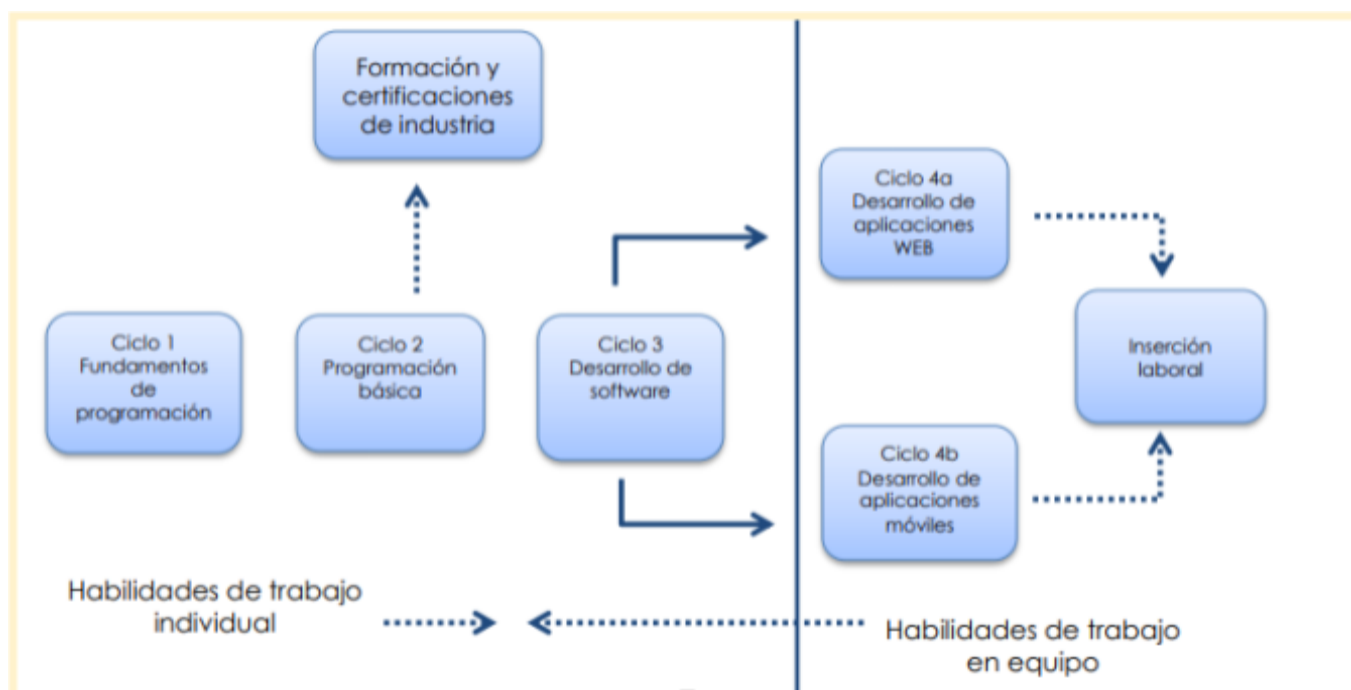 Formación y
certificaciones
de industria
Ciclo 4a
Desarrollo de
aplicaciones
WEB
Ciclo 1
Fundamentos
de
programación
Ciclo 2
Programación
básica
Ciclo 3
Desarrollo de
software
Inserción
laboral
Ciclo 4b
Desarrollo de
aplicaciones
móviles
Habilidades de trabajo
individual
Habilidades de trabajo
en equipo